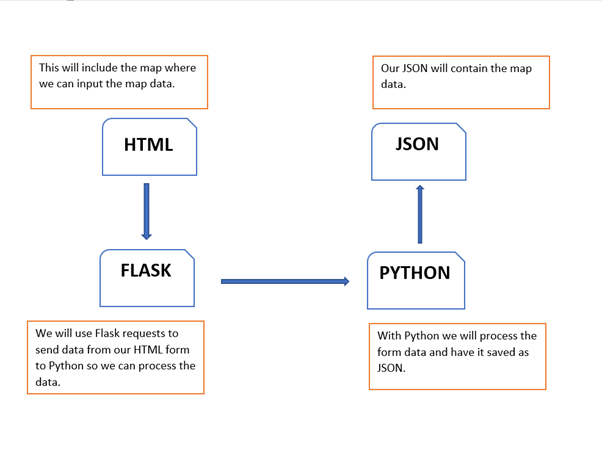 This will include the map where
we can input the map data.
HTML
FLASK
We will use Flask requests to
send data from our HTML form
to Python so we can process the
data.
Our JSON will contain the map
data.
JSON
PYTHON
With Python we will process the
form data and have it saved as
JSON.